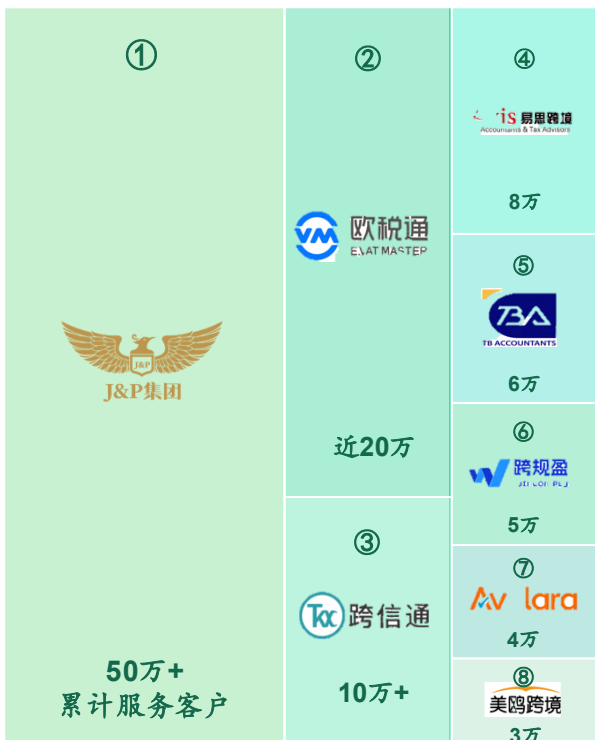 ①
J&P
J&P集团
50万+
累计服务客户
②
VM
欧税通
近20万
③
跨信通
10万+
④
易思跨境
Accountants & Tax Advisors
8万
⑤
TBA
TB ACCOUNTANTS
6万
⑥
跨规盈
5万
⑦
Av lara
4万
⑧
美鸥跨境
3万